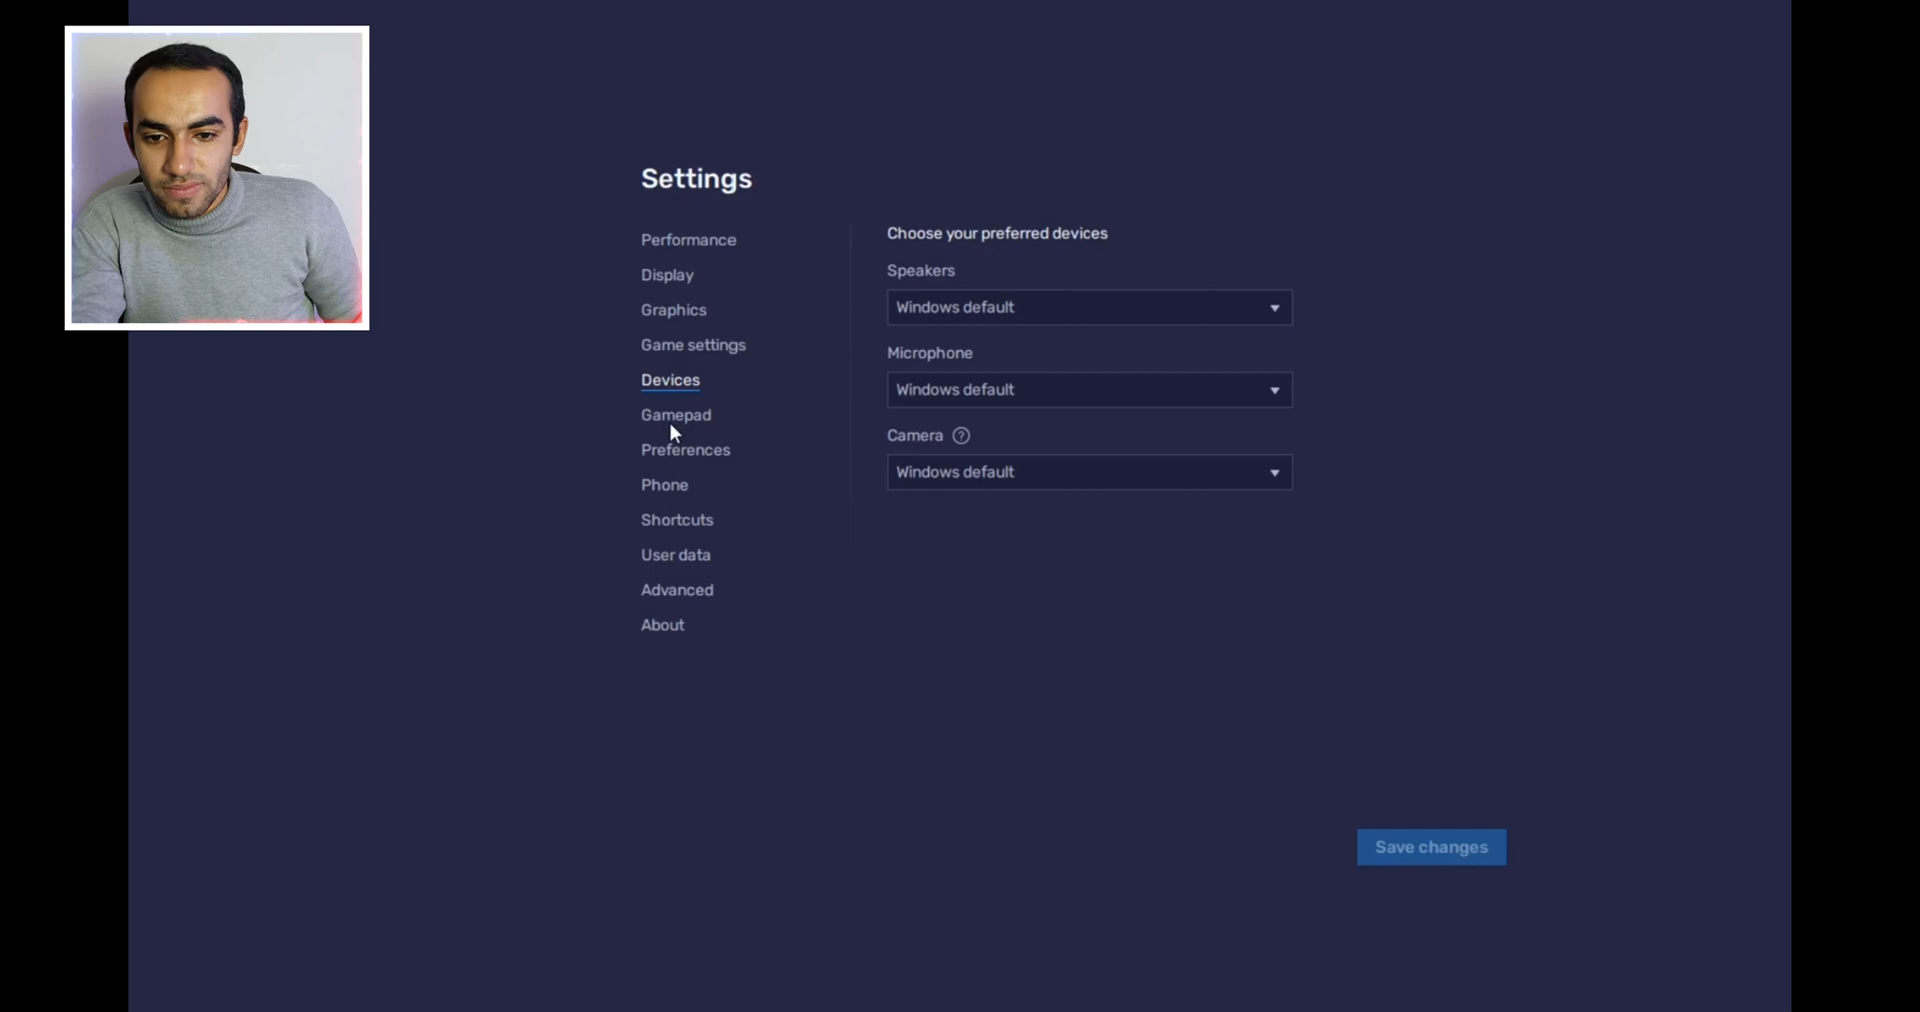 Settings
Performance
Display
Graphics
Game settings
Devices
Gamepad
Preferences
Phone
Shortcuts
User data
Advanced
About
Choose your preferred devices
Speakers
Windows default
Microphone
Windows default
Camera ?
Windows default
Save changes